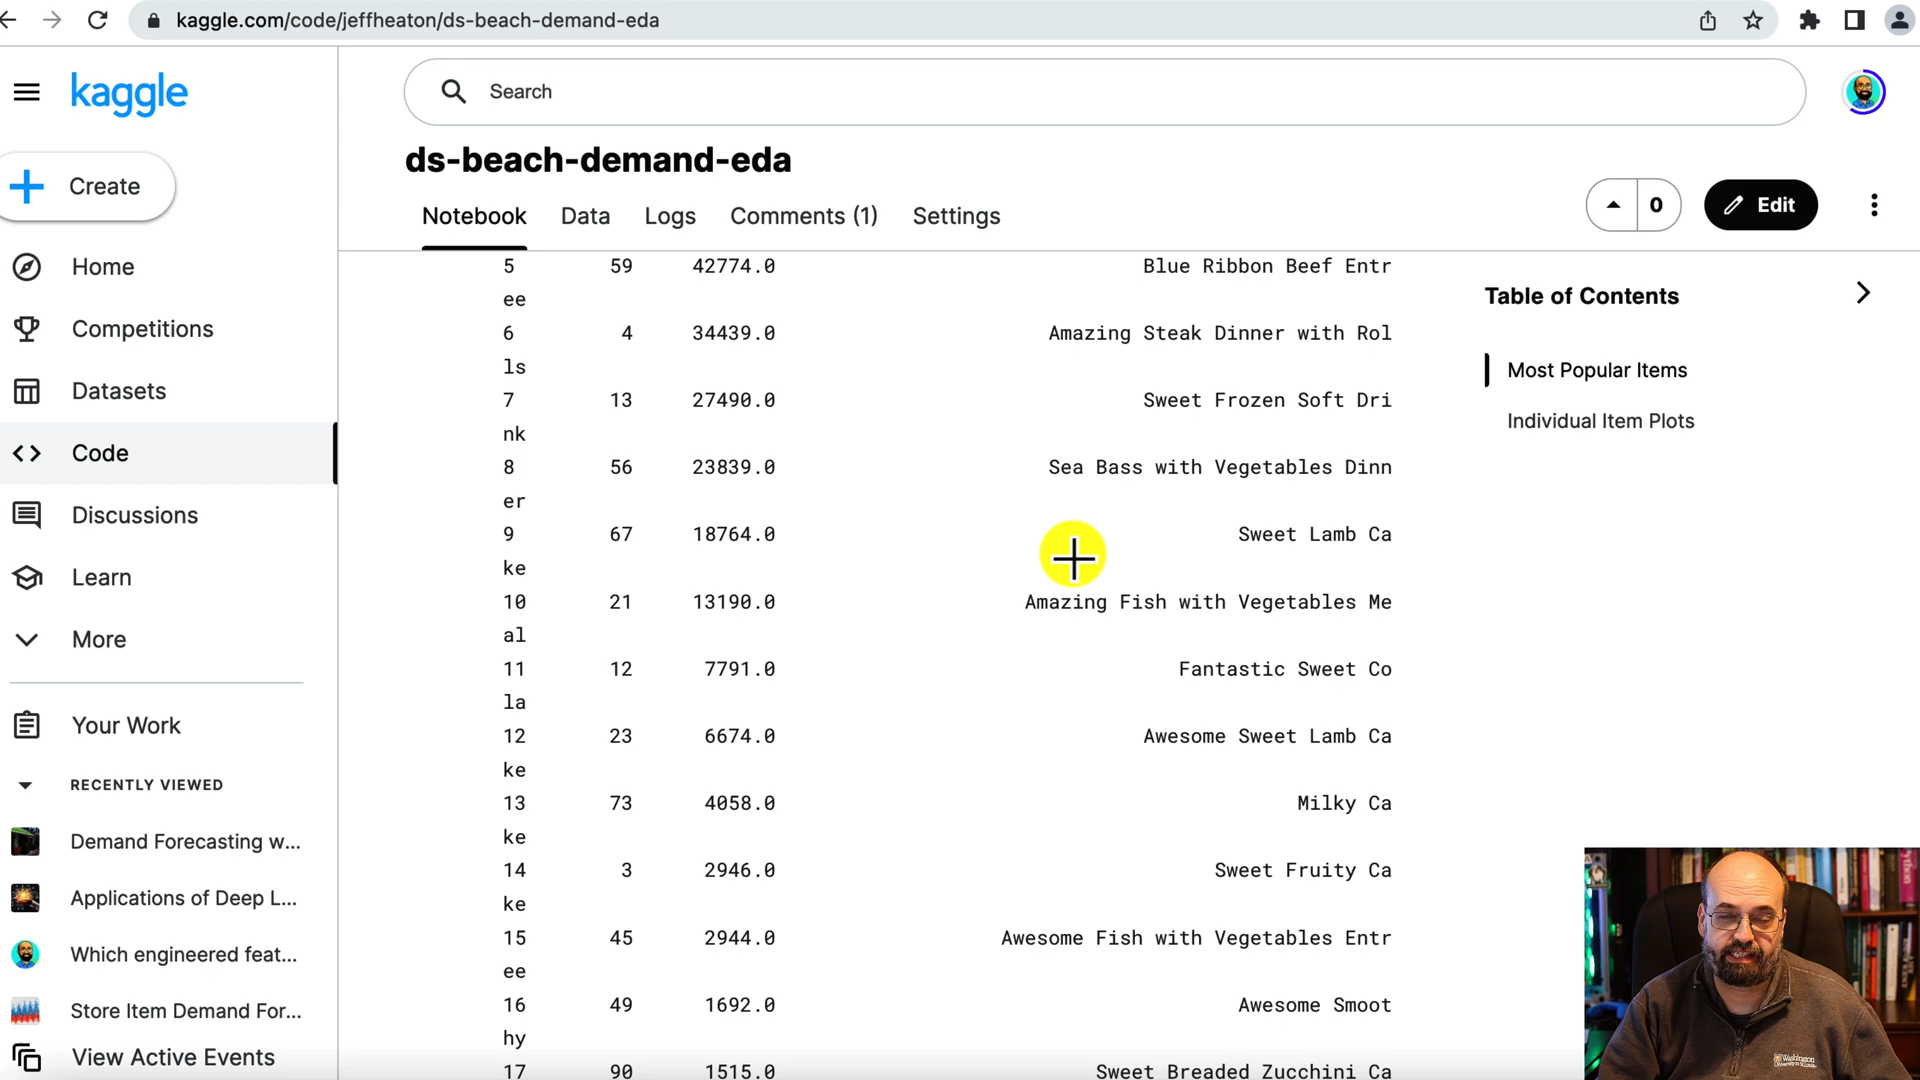 kaggle.com/code/jeffheaton/ds-beach-demand-eda
kaggle
Search
Create
Home
Competitions
Datasets
Code
Discussions
Learn
More
Your Work
RECENTLY VIEWED
Demand Forecasting w...
Applications of Deep L...
Which engineered feat...
Store Item Demand For...
View Active Events
ds-beach-demand-eda
Notebook Data Logs Comments (1) Settings
0 Edit
5 59 42774.0 Blue Ribbon Beef Entr
ee
6 4 34439.0 Amazing Steak Dinner with Rol
ls
7 13 27490.0 Sweet Frozen Soft Dri
nk
8 56 23839.0 Sea Bass with Vegetables Dinn
er
9 67 18764.0 Sweet Lamb Ca
ke
10 21 13190.0 Amazing Fish with Vegetables Me
al
11 12 7791.0 Fantastic Sweet Co
la
12 23 6674.0 Awesome Sweet Lamb Ca
ke
13 73 4058.0 Milky Ca
ke
14 3 2946.0 Sweet Fruity Ca
ke
15 45 2944.0 Awesome Fish with Vegetables Entr
ee
16 49 1692.0 Awesome Smoot
hy
17 90 1515.0 Sweet Breaded Zucchini Ca
Table of Contents
Most Popular Items
Individual Item Plots
Washington